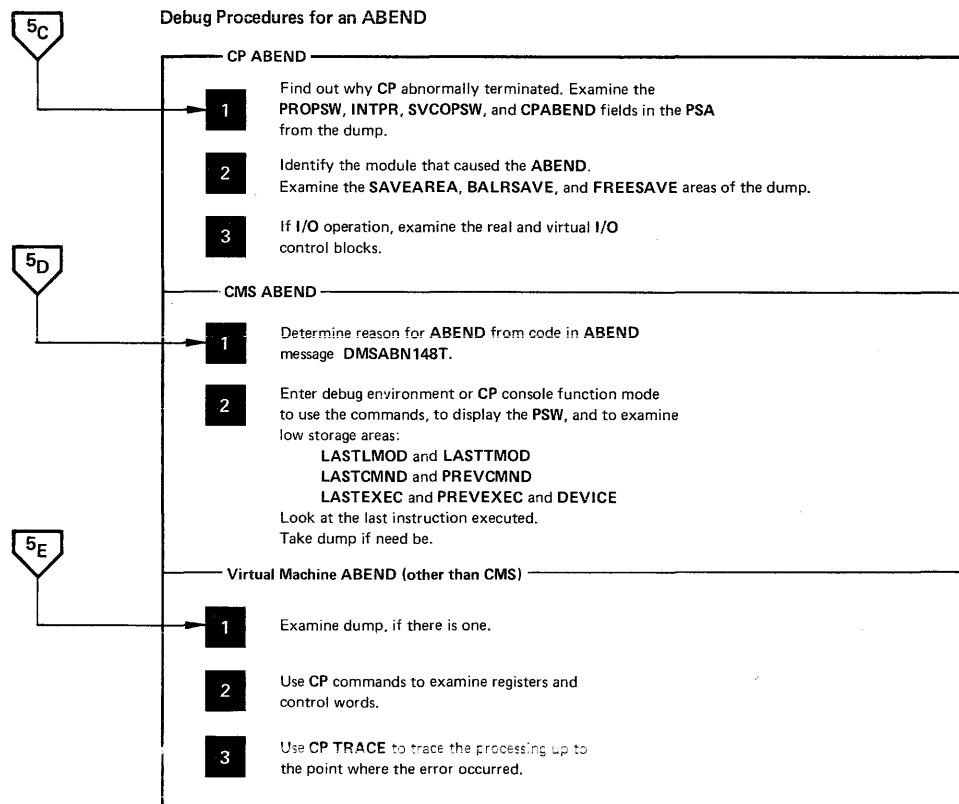 Debug Procedures for an ABEND
5C
CP ABEND
1
Find out why CP abnormally terminated. Examine the
PROPSW, INTPR, SVCOPSW, and CPABEND fields in the PSA
from the dump.
2
Identify the module that caused the ABEND.
Examine the SAVEAREA, BALRSAVE, and FREESAVE areas of the dump.
3
If I/O operation, examine the real and virtual I/O
control blocks.
5D
CMS ABEND
1
Determine reason for ABEND from code in ABEND
message DMSABN148T.
2
Enter debug environment or CP console function mode
to use the commands, to display the PSW, and to examine
low storage areas:
LASTLMOD and LASTTMOD
LASTCMND and PREVCMND
LASTEXEC and PREVEXEC and DEVICE
Look at the last instruction executed.
Take dump if need be.
5E
Virtual Machine ABEND (other than CMS)
1
Examine dump, if there is one.
2
Use CP commands to examine registers and
control words.
3
Use CP TRACE to trace the processing up to
the point where the error occurred.